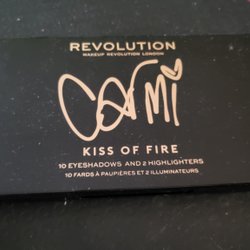 REVOLUTION
MAKEUP REVOLUTION LONDON
Carmi
KISS OF FIRE
10 EYESHADOWS AND 2 HIGHLIGHTERS
10 FARDS À PAUPIÈRES ET 2 ILLUMINATEURS